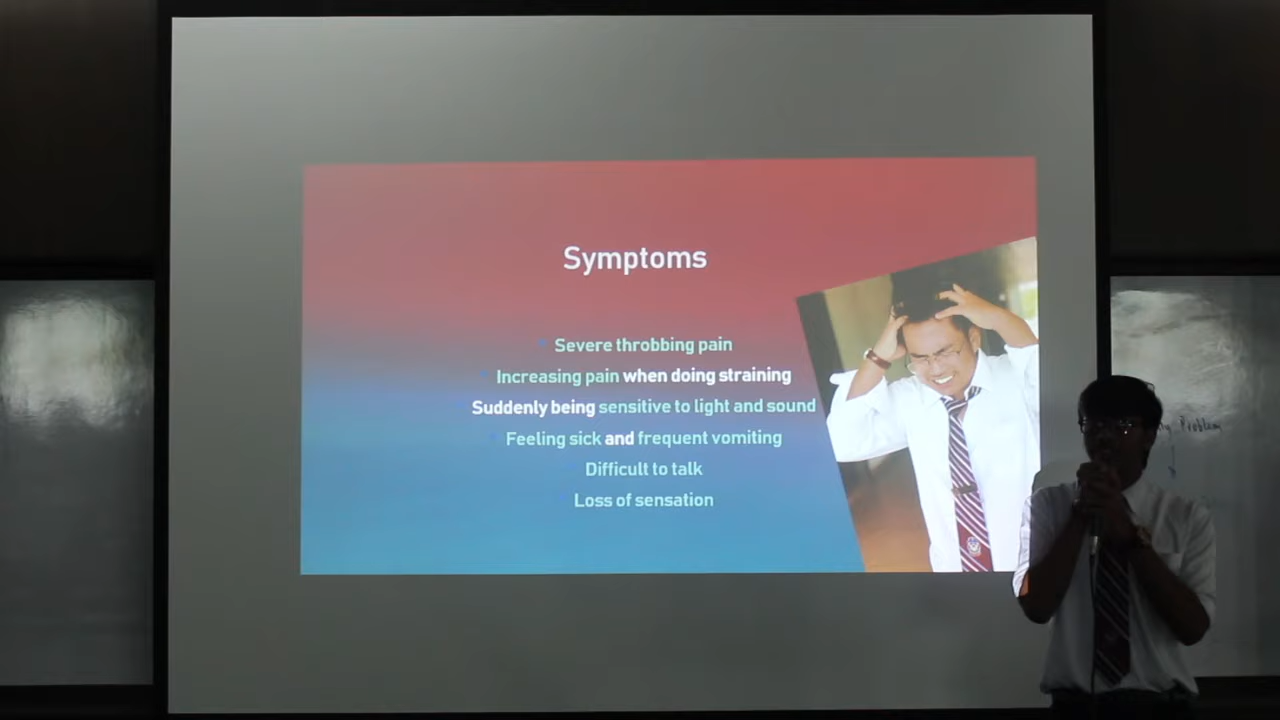 Symptoms
Severe throbbing pain
Increasing pain when doing straining
Suddenly being sensitive to light and sound
Feeling sick and frequent vomiting
Difficult to talk
Loss of sensation
Problem